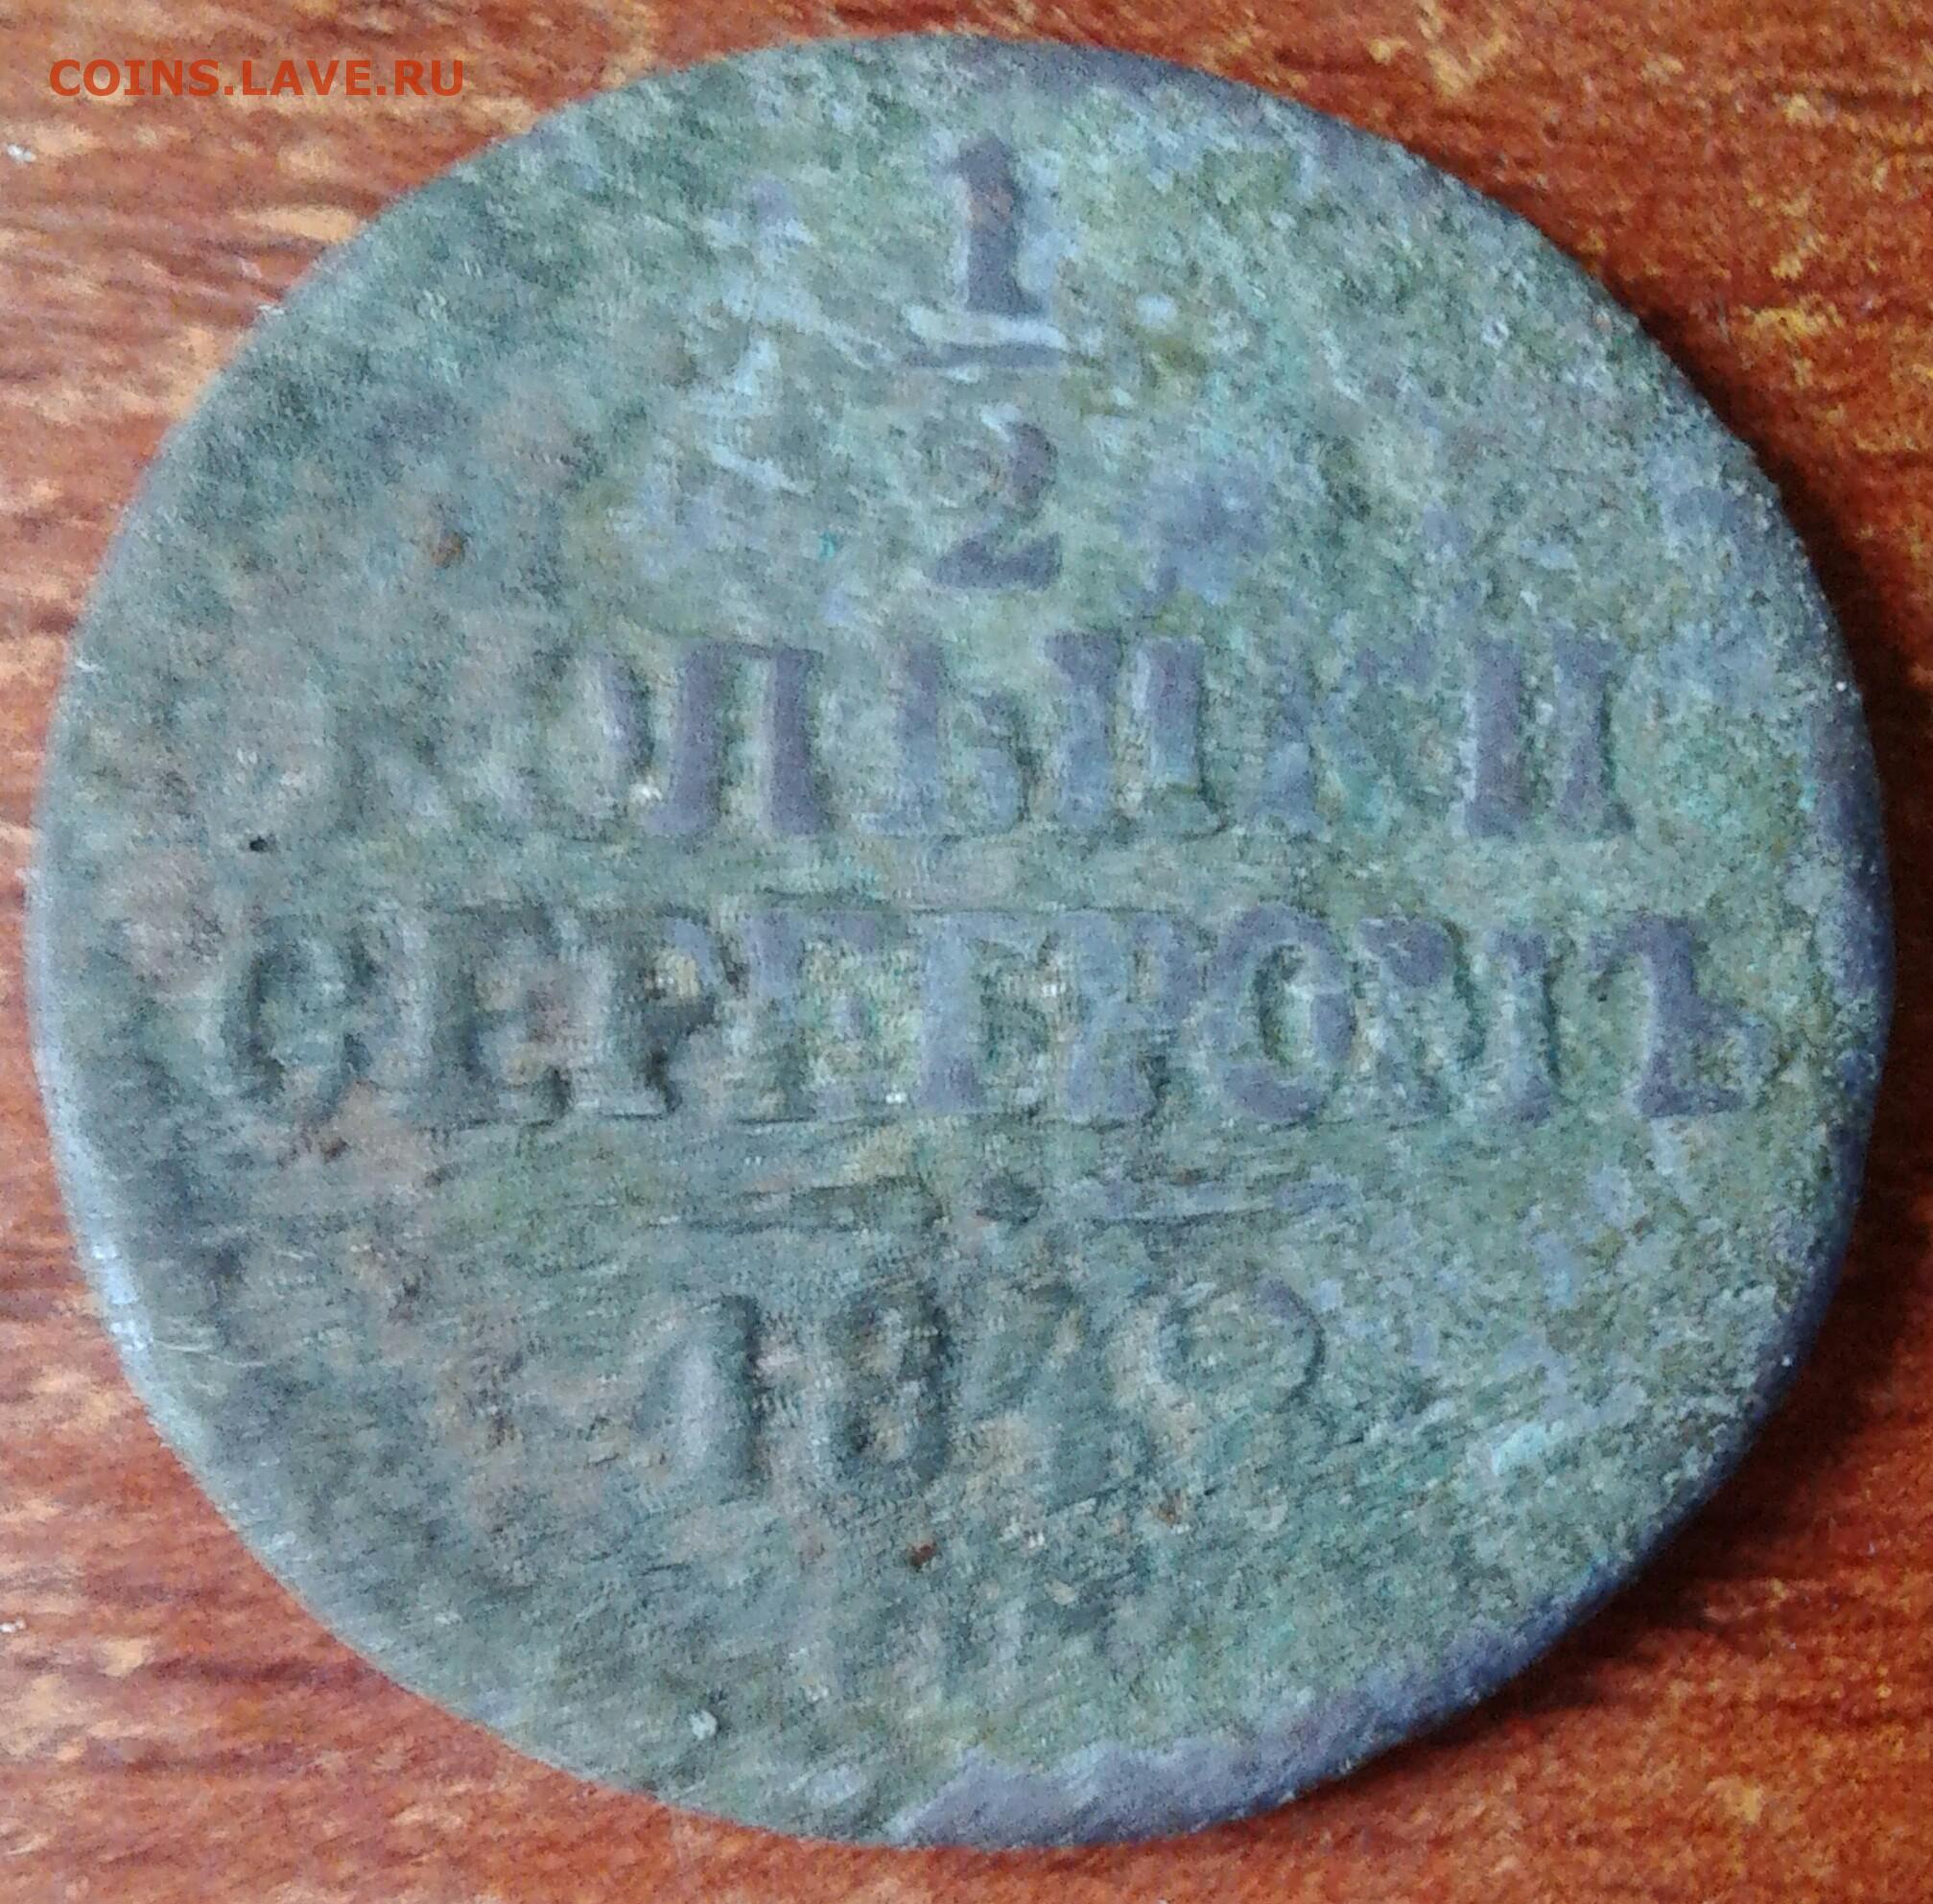 COINS.LAVE.RU
1
2
КОПѢЙКИ
СЕРЕБРОМЪ